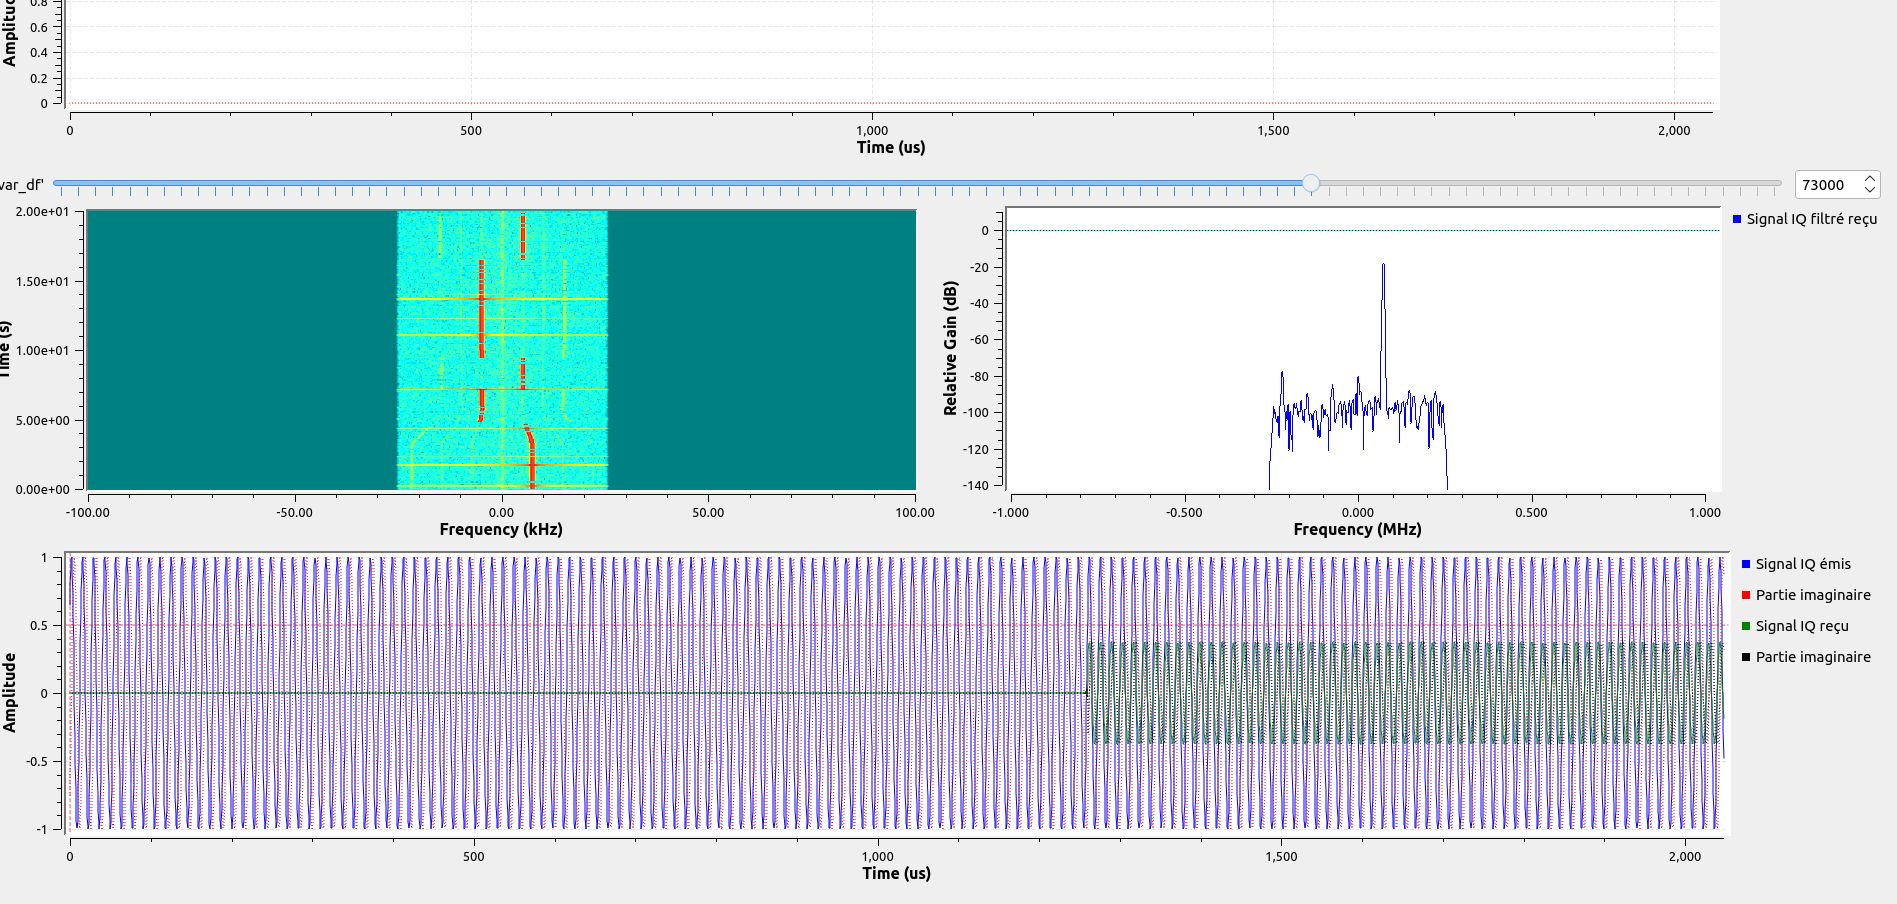 Amplitude
0.8
0.6
0.4
0.2
0
0 500 1,000 1,500 2,000
Time (us)
var_df'
73000
Time (s)
2.00e+01
1.50e+01
1.00e+01
5.00e+00
0.00e+00
-100.00 -50.00 0.00 50.00 100.00
Frequency (kHz)
Relative Gain (dB)
0
-20
-40
-60
-80
-100
-120
-140
-1.000 -0.500 0.000 0.500 1.000
Frequency (MHz)
Signal IQ filtré reçu
Amplitude
1
0.5
0
-0.5
-1
0 500 1,000 1,500 2,000
Time (us)
Signal IQ émis
Partie imaginaire
Signal IQ reçu
Partie imaginaire